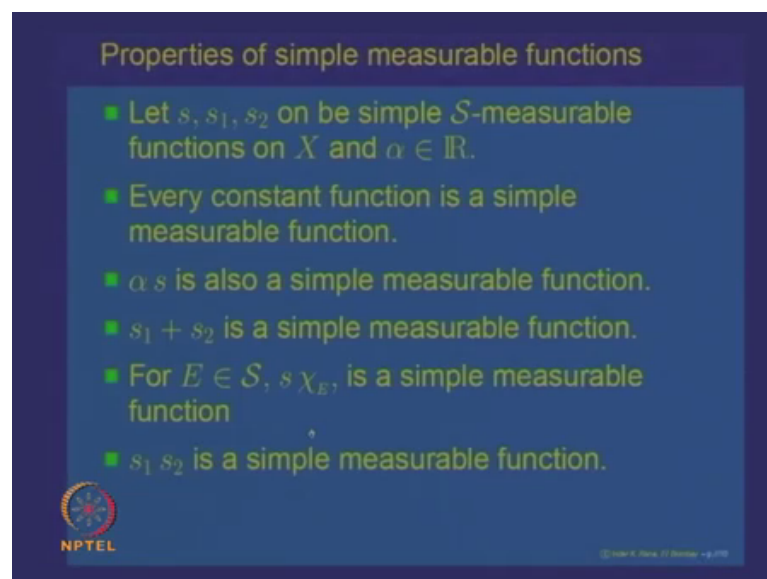 Properties of simple measurable functions
Let s, s₁, s₂ on be simple 𝒮-measurable
functions on X and α ∈ ℝ.
Every constant function is a simple
measurable function.
α s is also a simple measurable function.
s₁ + s₂ is a simple measurable function.
For E ∈ 𝒮, s χ_E, is a simple measurable
function
s₁ s₂ is a simple measurable function.
NPTEL